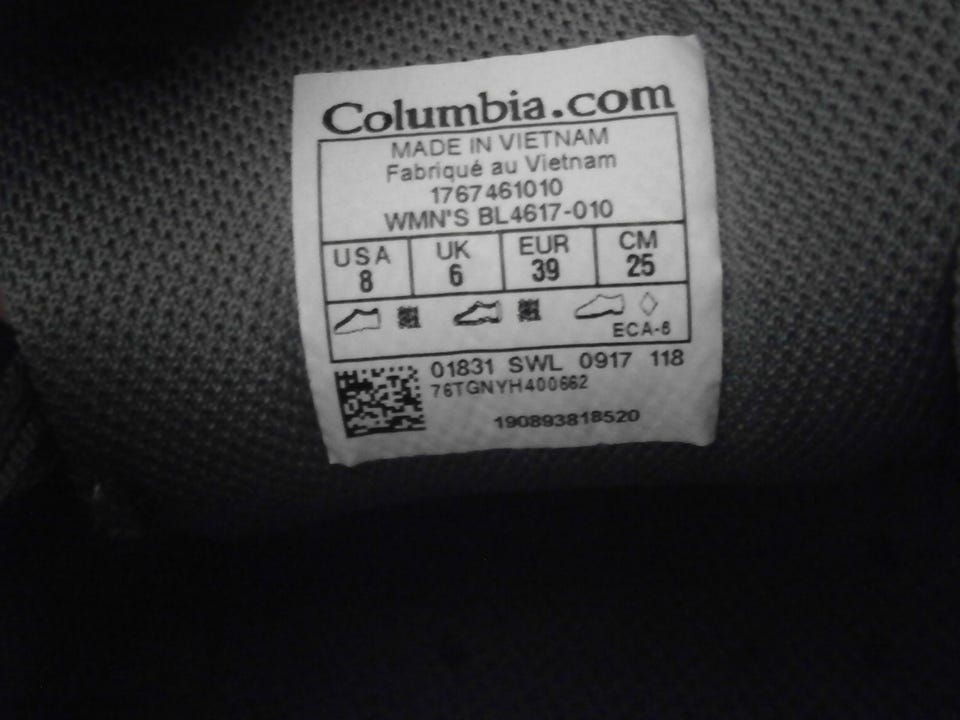 Columbia.com
MADE IN VIETNAM
Fabriqué au Vietnam
1767461010
WMN'S BL4617-010
USA UK EUR CM
8 6 39 25
ECA-6
01831 SWL 0917 118
76TGNYH400662
190893818520